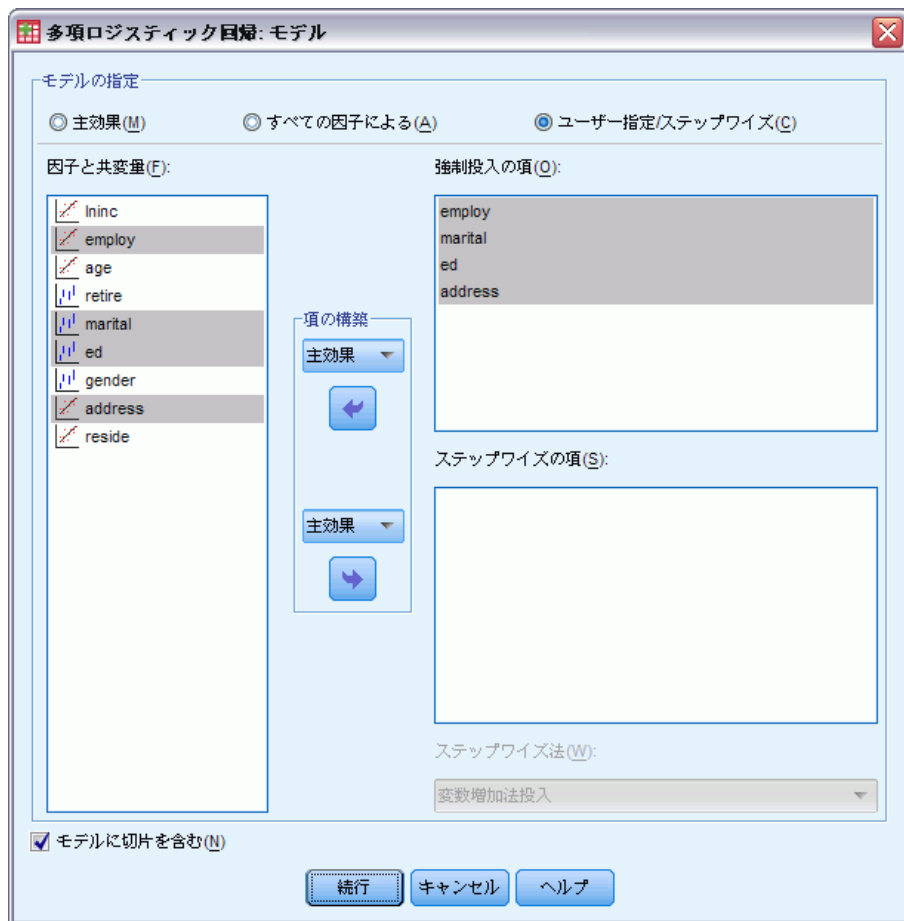 多項ロジスティック回帰: モデル
モデルの指定
主効果(M)
すべての因子による(A)
ユーザー指定/ステップワイズ(C)
因子と共変量(F):
lninc
employ
age
retire
marital
ed
gender
address
reside
項の構築
主効果
主効果
強制投入の項(O):
employ
marital
ed
address
ステップワイズの項(S):
ステップワイズ法(W):
変数増加法投入
モデルに切片を含む(N)
続行
キャンセル
ヘルプ